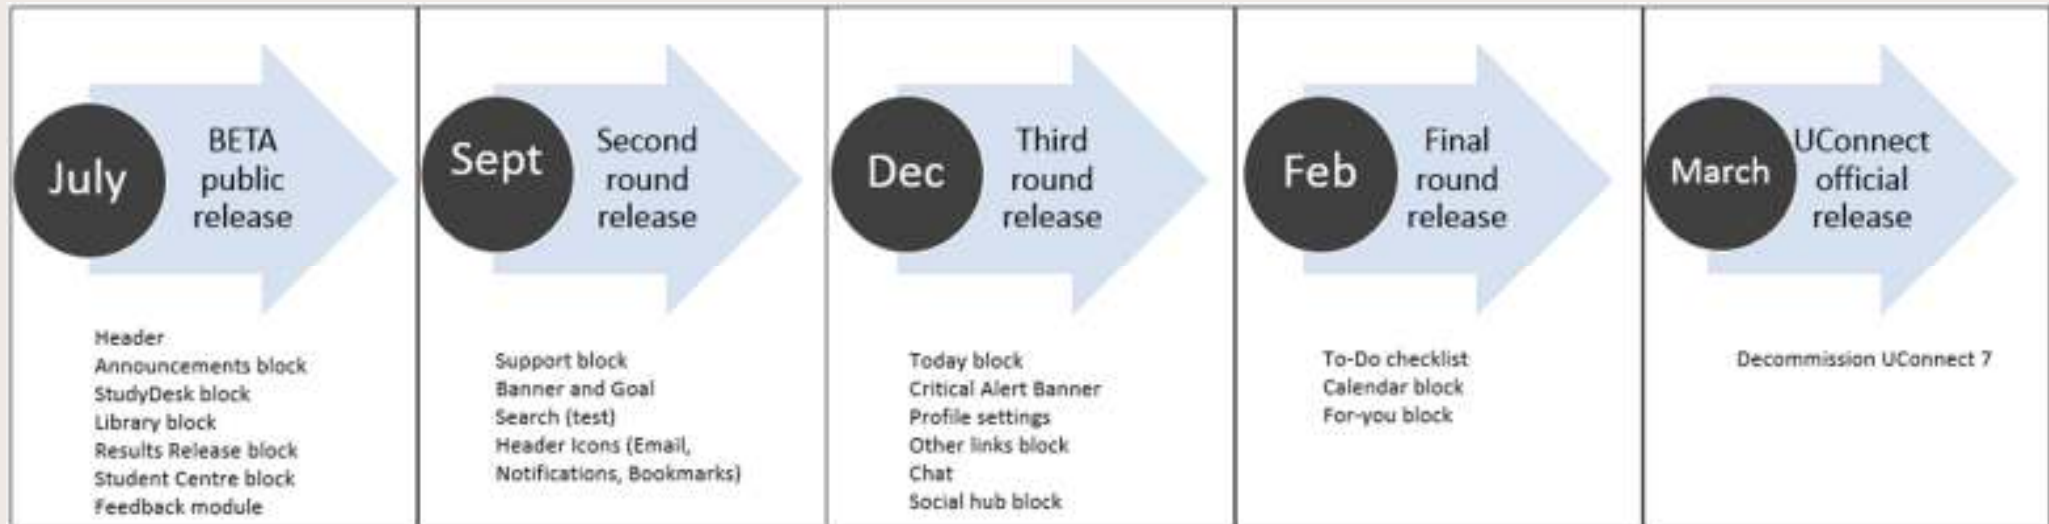 July
BETA
public
release
Header
Announcements block
StudyDesk block
Library block
Results Release block
Student Centre block
Feedback module
Sept
Second
round
release
Support block
Banner and Goal
Search (test)
Header Icons (Email,
Notifications, Bookmarks)
Dec
Third
round
release
Today block
Critical Alert Banner
Profile settings
Other links block
Chat
Social hub block
Feb
Final
round
release
To-Do checklist
Calendar block
For-you block
March
UConnect
official
release
Decommission UConnect 7